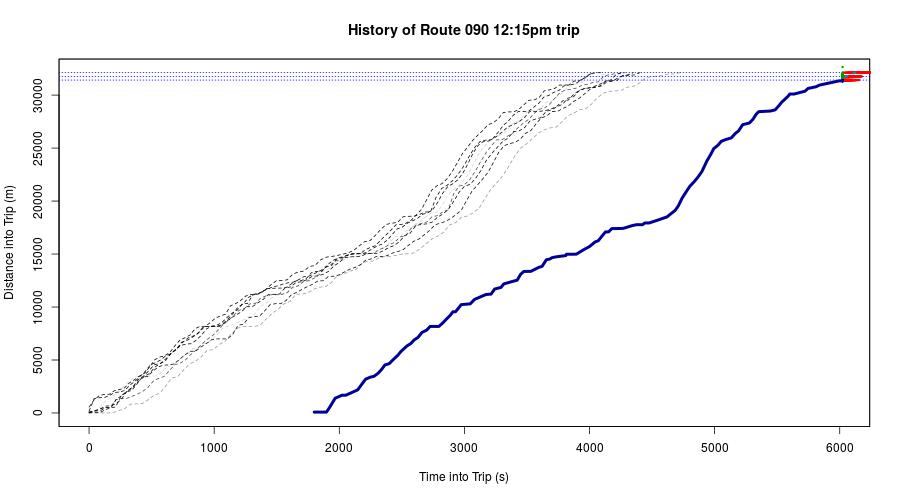 History of Route 090 12:15pm trip
30000
25000
20000
15000
10000
5000
0
Distance into Trip (m)
0 1000 2000 3000 4000 5000 6000
Time into Trip (s)